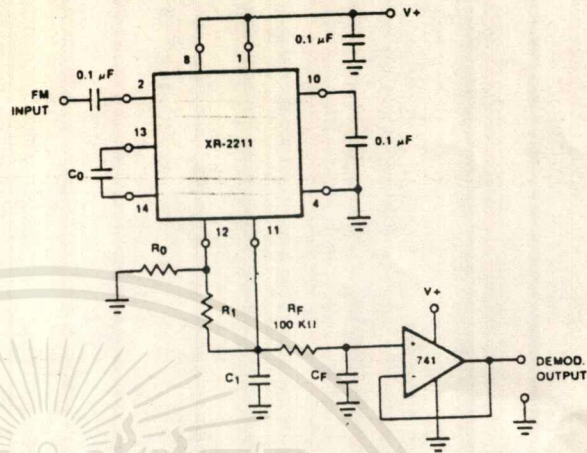 V+
8
1
0.1 µF
0.1 µF
FM
INPUT
2
10
13
XR-2211
0.1 µF
C0
14
4
12
11
R0
R1
RF
100 KΩ
V+
741
C1
CF
DEMOD.
OUTPUT